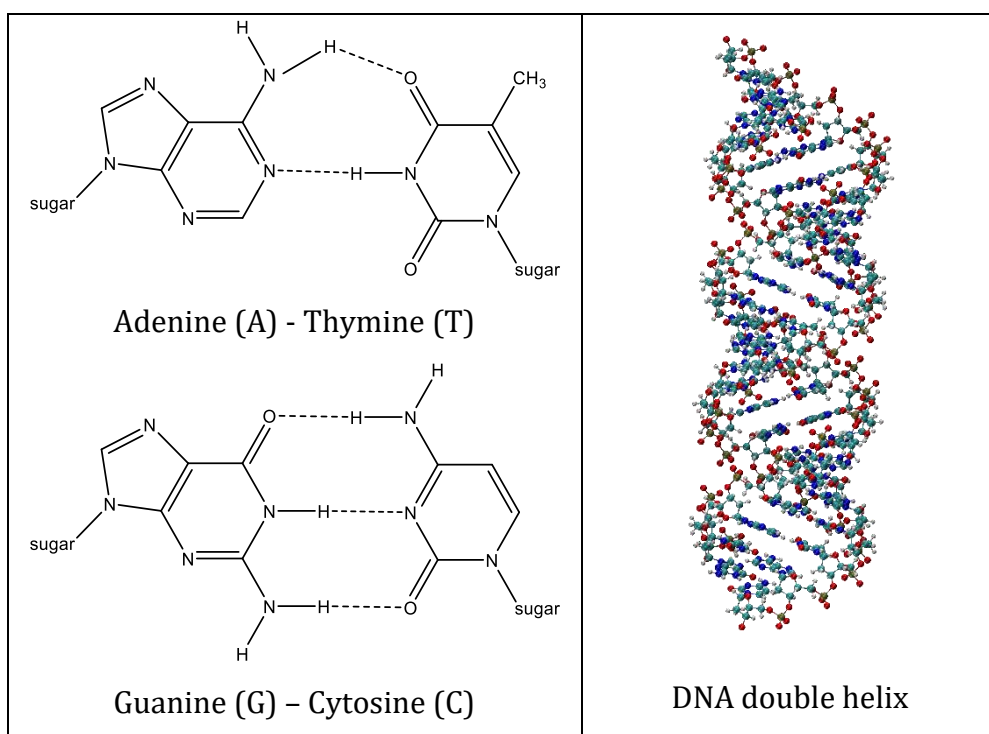 H
H
N
O
CH3
N
N
N
H
N
sugar
N
N
O
sugar
Adenine (A) - Thymine (T)
H
O
H
N
N
N
N
H
N
sugar
N
N
N
H
O
sugar
H
Guanine (G) – Cytosine (C)
DNA double helix